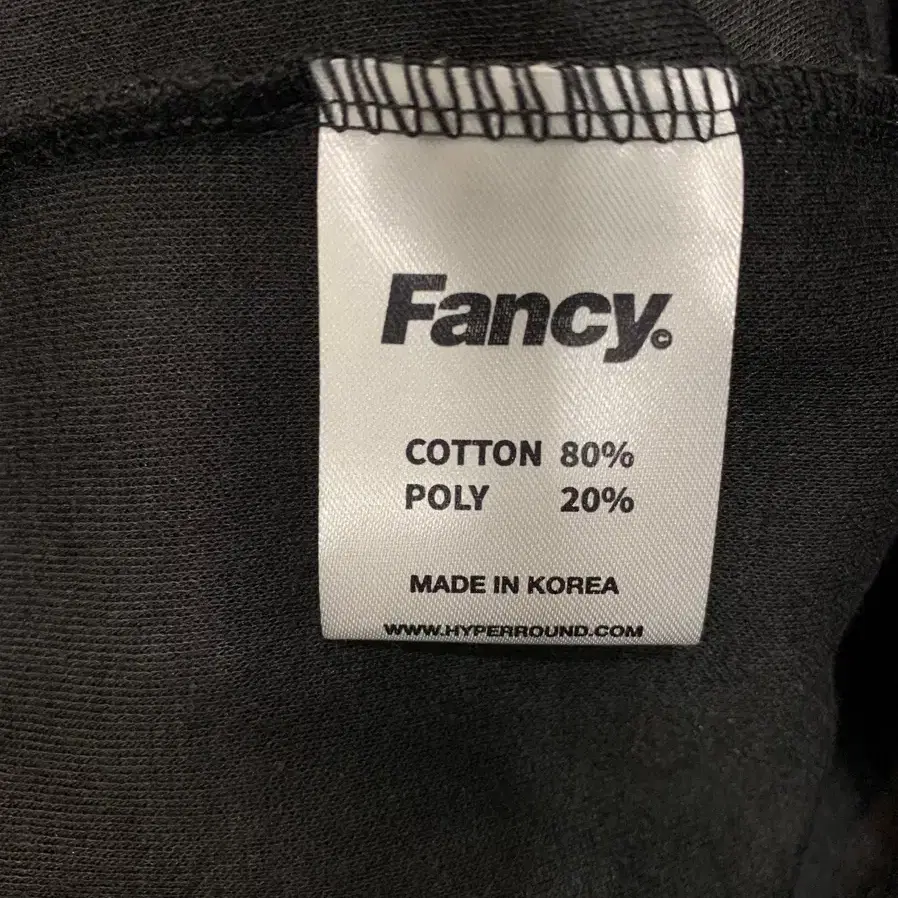 Fancy.©
COTTON 80%
POLY 20%
MADE IN KOREA
WWW.HYPERROUND.COM